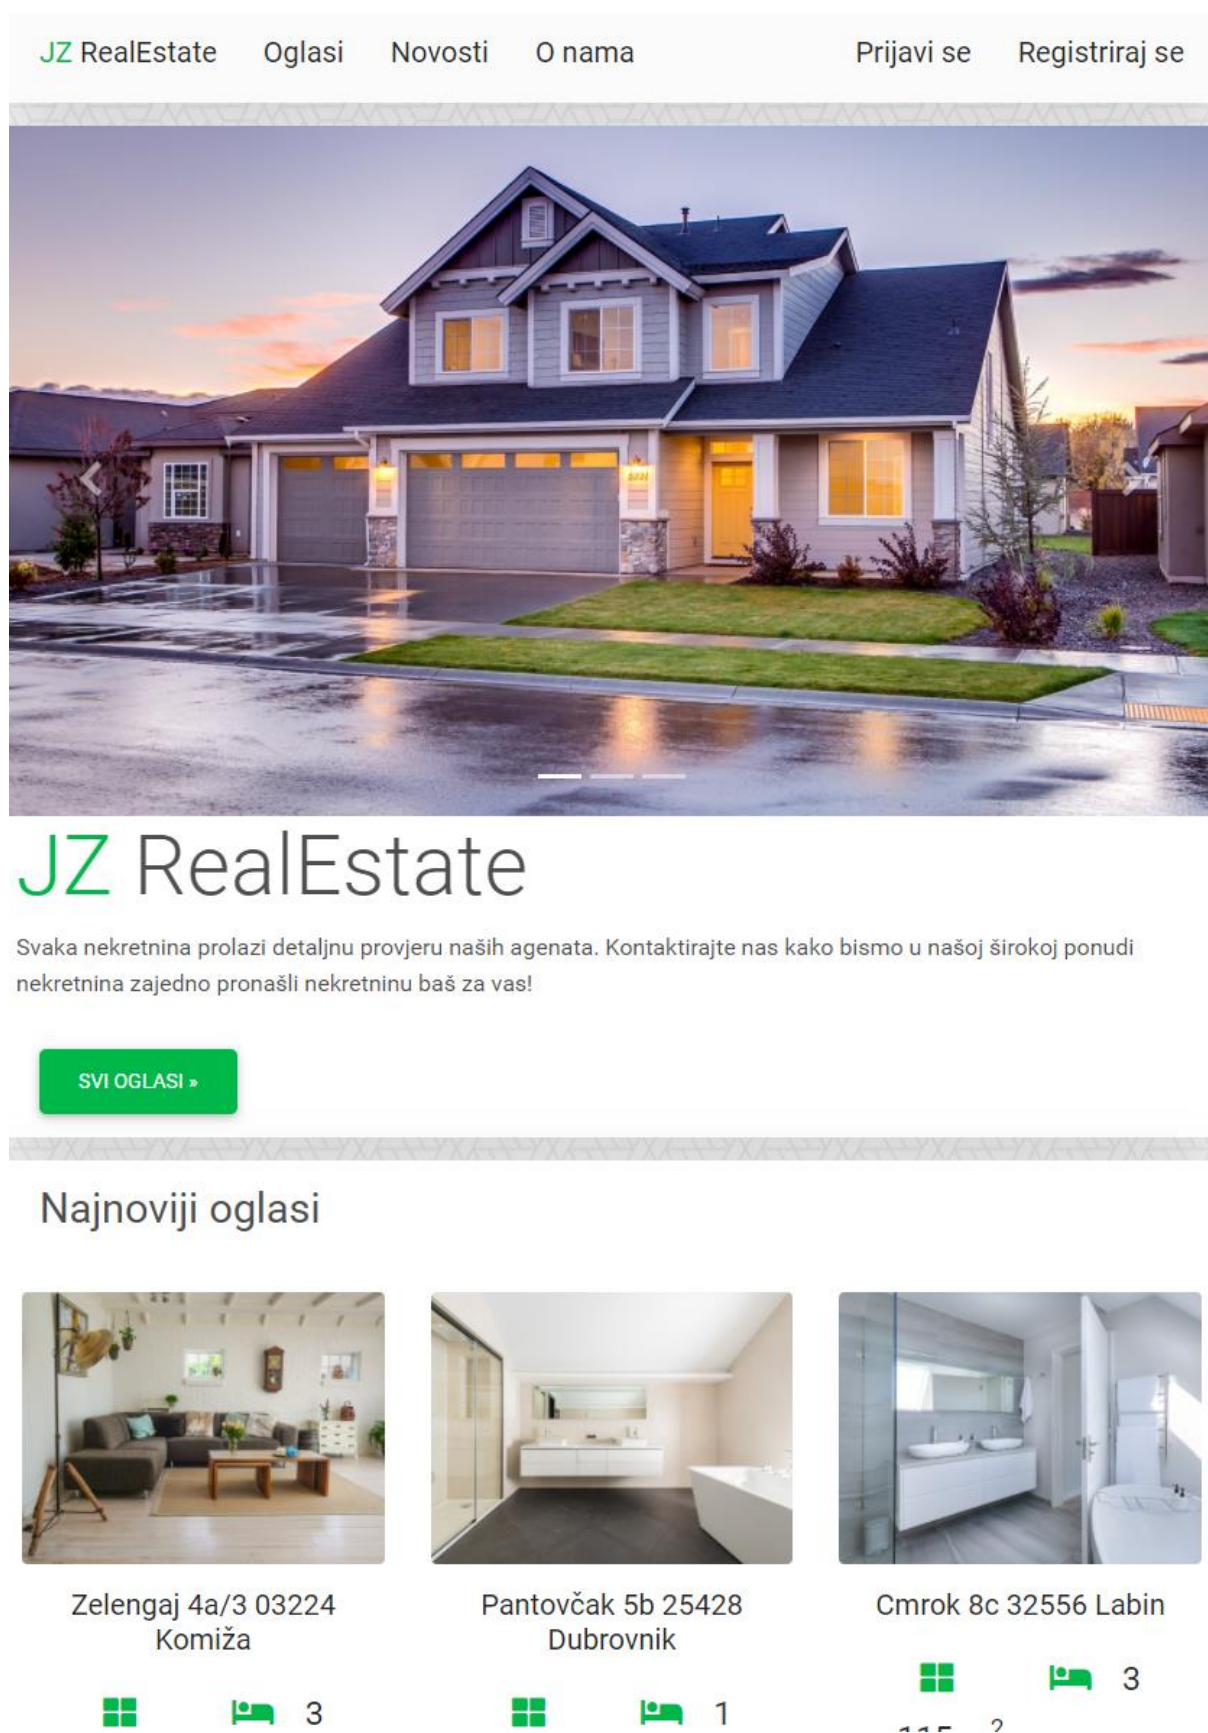 JZ RealEstate Oglasi Novosti O nama Prijavi se Registriraj se
JZ RealEstate
Svaka nekretnina prolazi detaljnu provjeru naših agenata. Kontaktirajte nas kako bismo u našoj širokoj ponudi
nekretnina zajedno pronašli nekretninu baš za vas!
SVI OGLASI »
Najnoviji oglasi
Zelengaj 4a/3 03224
Komiža
3
Pantovčak 5b 25428
Dubrovnik
1
Cmrok 8c 32556 Labin
3